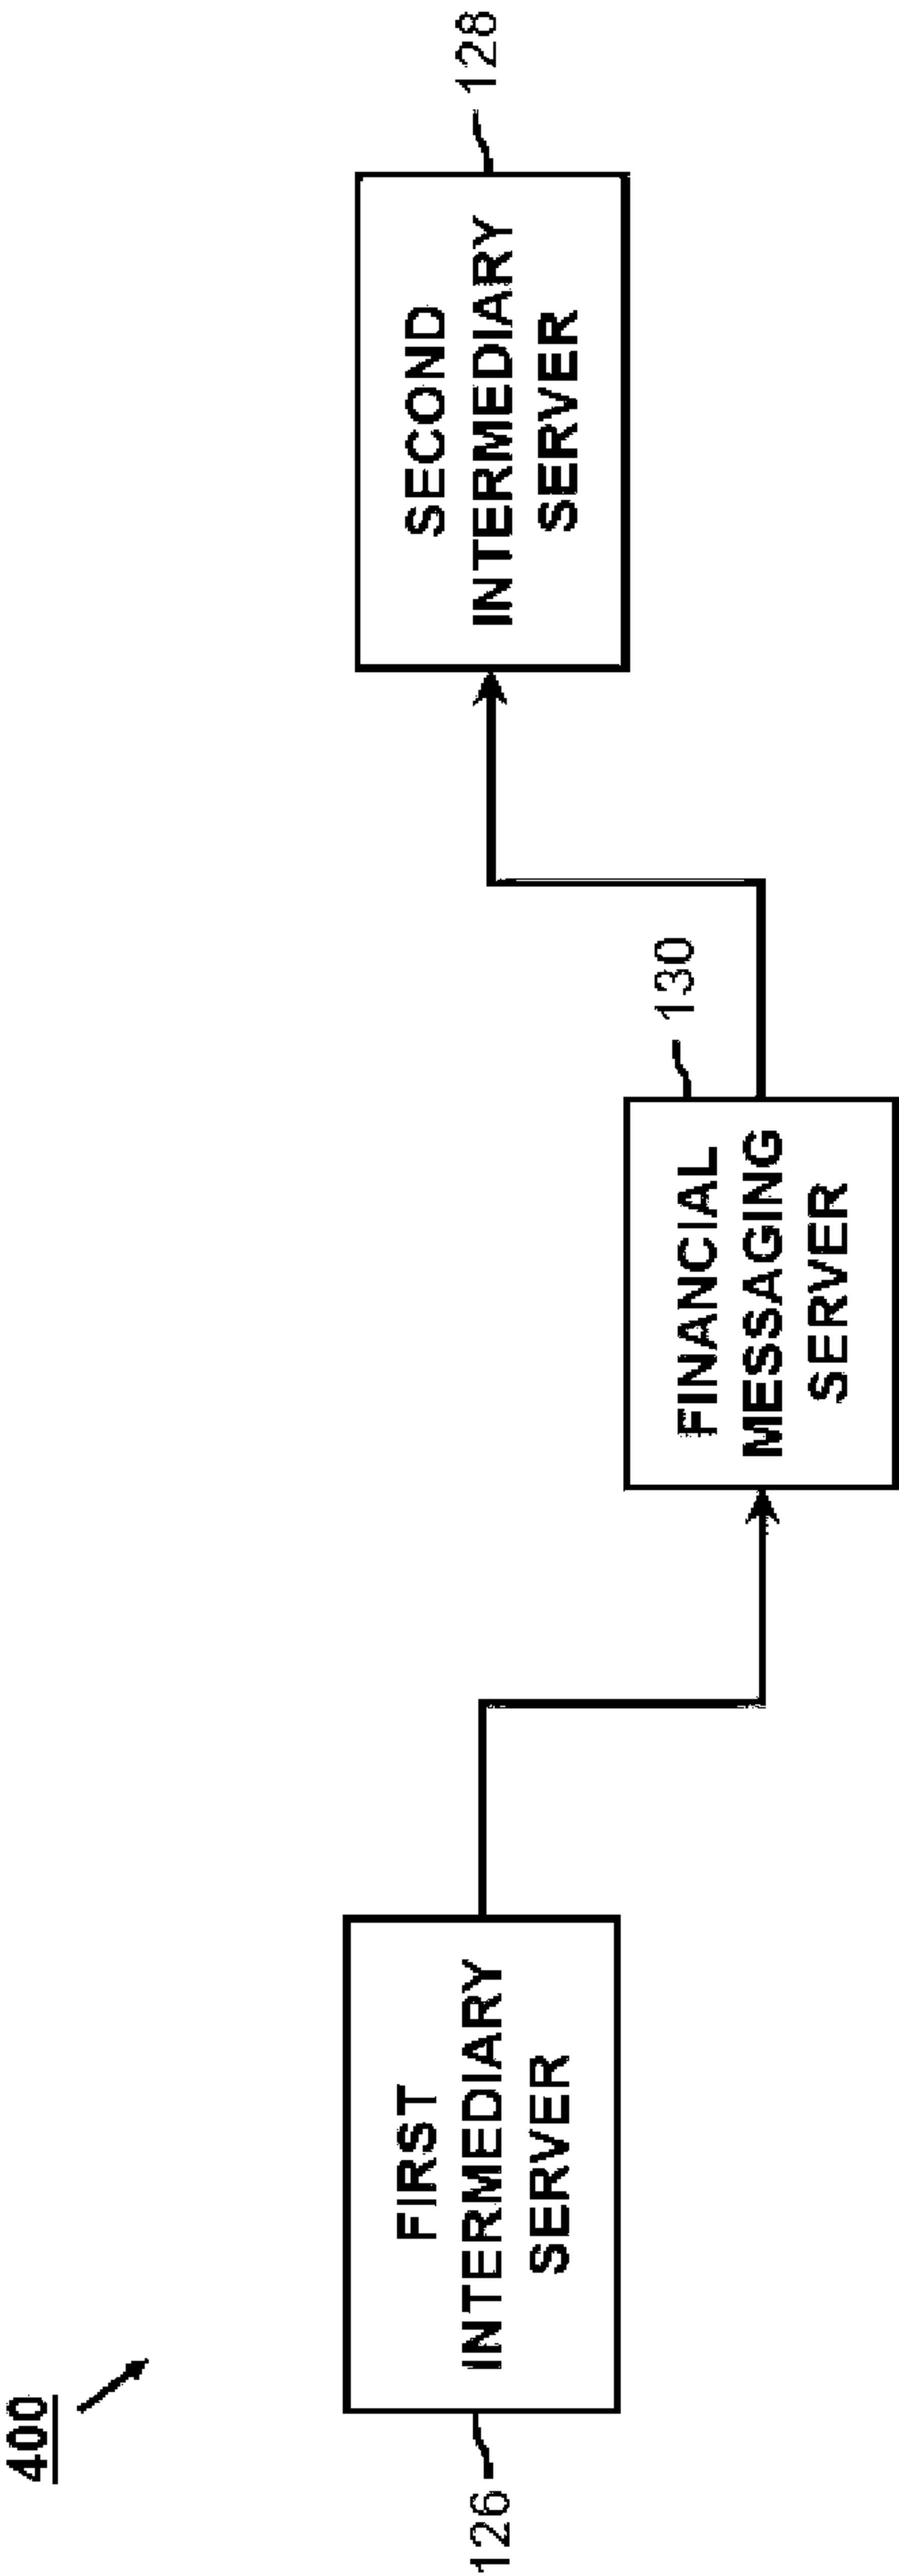 400
126
FIRST
INTERMEDIARY
SERVER
FINANCIAL
MESSAGING
SERVER
130
SECOND
INTERMEDIARY
SERVER
128